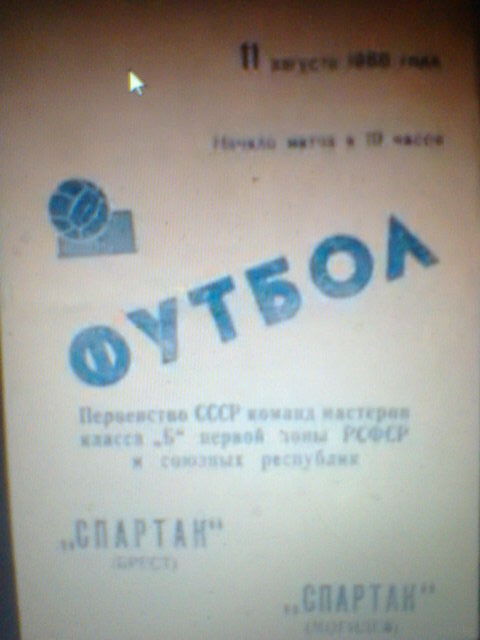 11 августа 1960 года
Начало матча в 19 часов
ФУТБОЛ
Первенство СССР команд мастеров
класса „Б“ первой зоны РСФСР
и союзных республик
„СПАРТАК“
(БРЕСТ)
„СПАРТАК“
(МОГИЛЕВ)